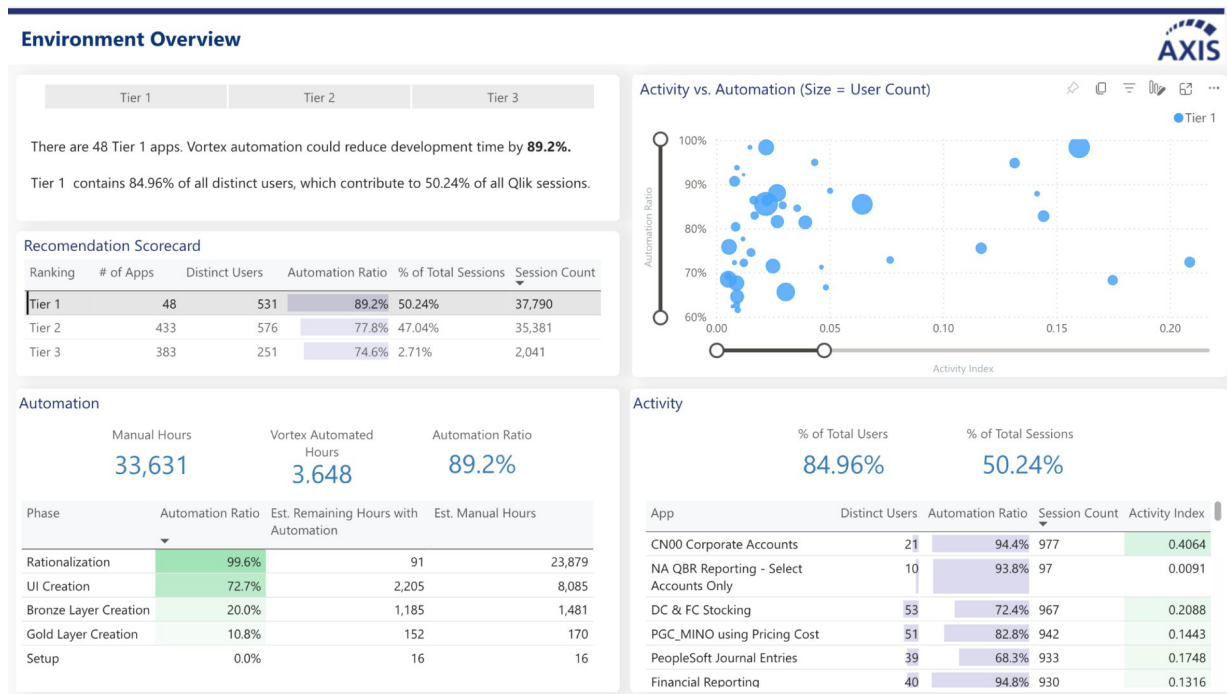 Environment Overview
AXIS
Tier 1 Tier 2 Tier 3
There are 48 Tier 1 apps. Vortex automation could reduce development time by 89.2%.
Tier 1 contains 84.96% of all distinct users, which contribute to 50.24% of all Qlik sessions.
Recomendation Scorecard
Ranking # of Apps Distinct Users Automation Ratio % of Total Sessions Session Count
Tier 1 48 531 89.2% 50.24% 37,790
Tier 2 433 576 77.8% 47.04% 35,381
Tier 3 383 251 74.6% 2.71% 2,041
Activity vs. Automation (Size = User Count)
Tier 1
100%
90%
80%
70%
60%
Automation Ratio
0.00 0.05 0.10 0.15 0.20
Activity Index
Automation
Manual Hours
33,631
Vortex Automated
Hours
3.648
Automation Ratio
89.2%
Phase Automation Ratio Est. Remaining Hours with Automation Est. Manual Hours
Rationalization 99.6% 91 23,879
UI Creation 72.7% 2,205 8,085
Bronze Layer Creation 20.0% 1,185 1,481
Gold Layer Creation 10.8% 152 170
Setup 0.0% 16 16
Activity
% of Total Users
84.96%
% of Total Sessions
50.24%
App Distinct Users Automation Ratio Session Count Activity Index
CN00 Corporate Accounts 21 94.4% 977 0.4064
NA QBR Reporting - Select Accounts Only 10 93.8% 97 0.0091
DC & FC Stocking 53 72.4% 967 0.2088
PGC_MINO using Pricing Cost 51 82.8% 942 0.1443
PeopleSoft Journal Entries 39 68.3% 933 0.1748
Financial Reporting 40 94.8% 930 0.1316